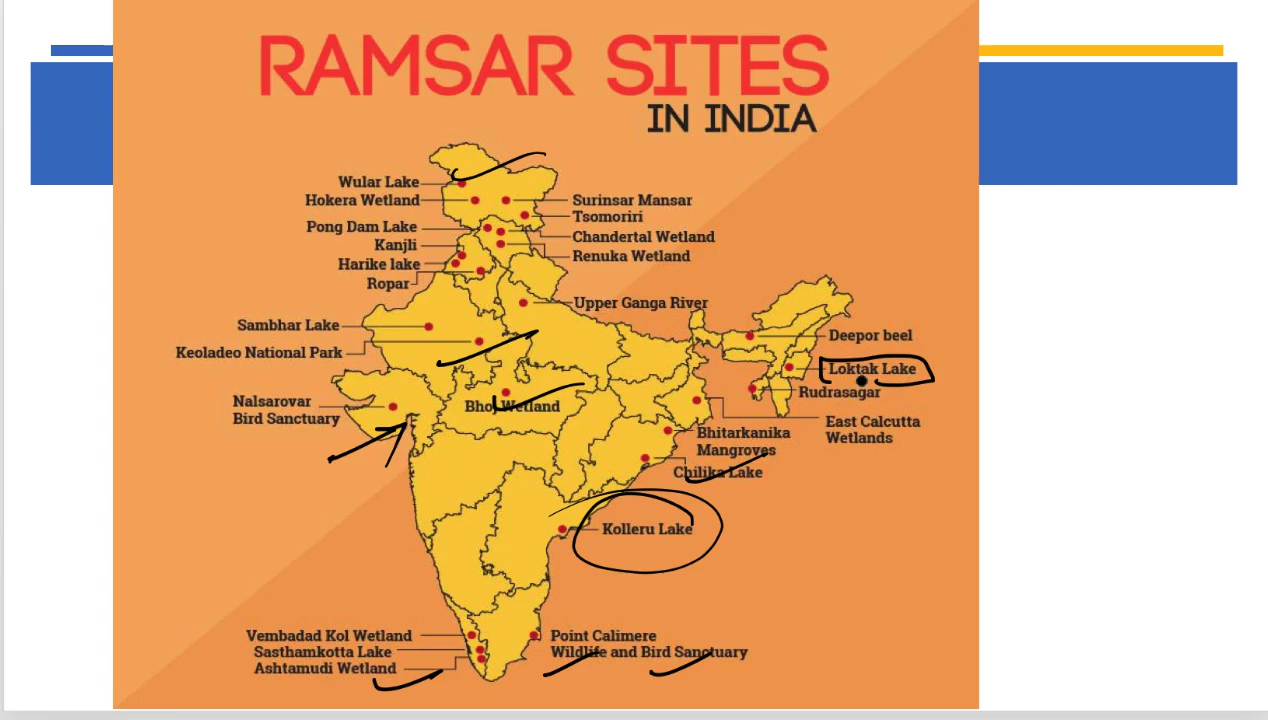 RAMSAR SITES
IN INDIA
Wular Lake
Hokera Wetland
Surinsar Mansar
Tsomoriri
Pong Dam Lake
Chandertal Wetland
Kanjli
Renuka Wetland
Harike lake
Ropar
Upper Ganga River
Sambhar Lake
Deepor beel
Keoladeo National Park
Loktak Lake
Rudrasagar
Nalsarovar
Bird Sanctuary
Bhoj Wetland
East Calcutta
Wetlands
Bhitarkanika
Mangroves
Chilika Lake
Kolleru Lake
Vembadad Kol Wetland
Sasthamkotta Lake
Ashtamudi Wetland
Point Calimere
Wildlife and Bird Sanctuary